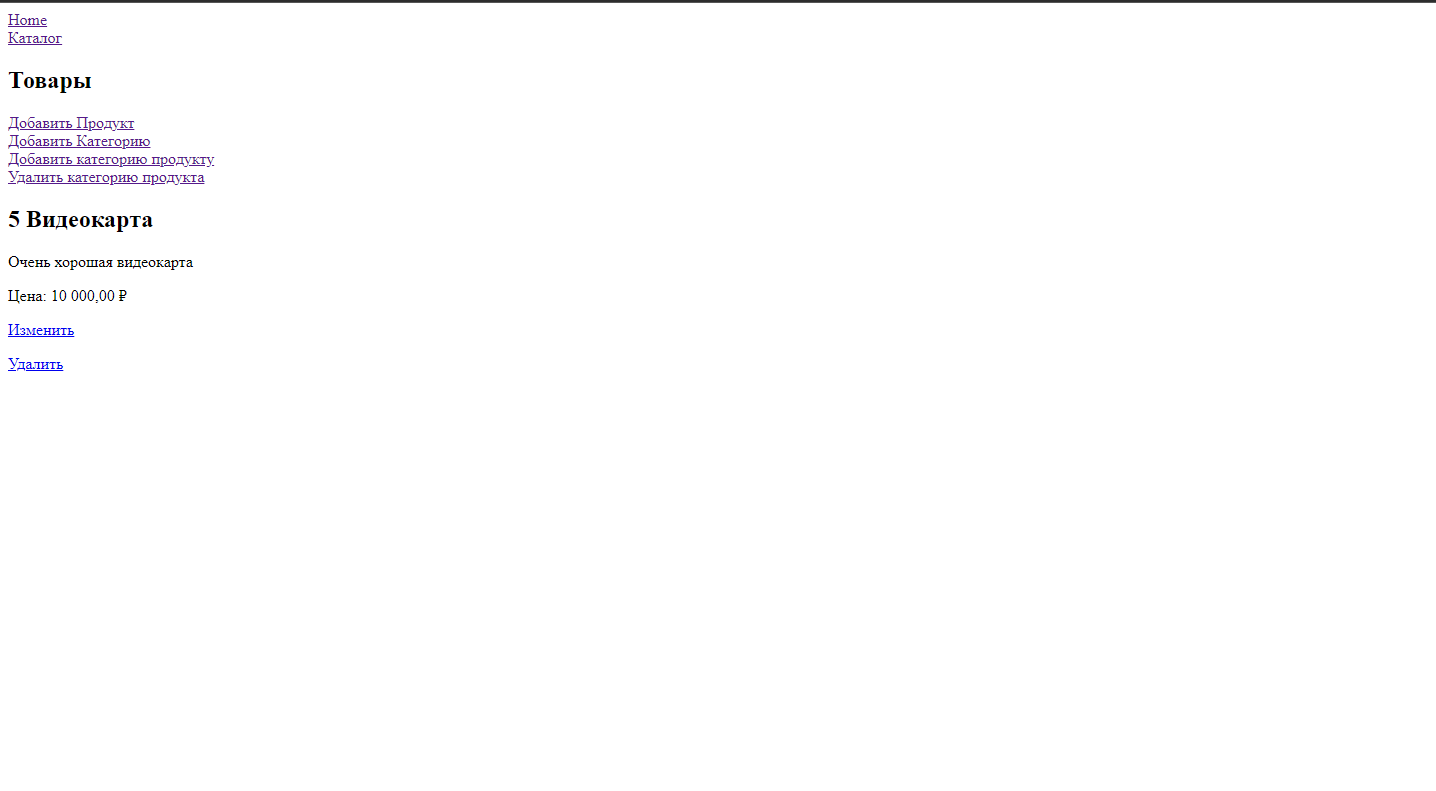 Home
Каталог
Товары
Добавить Продукт
Добавить Категорию
Добавить категорию продукту
Удалить категорию продукта
5 Видеокарта
Очень хорошая видеокарта
Цена: 10 000,00 ₽
Изменить
Удалить